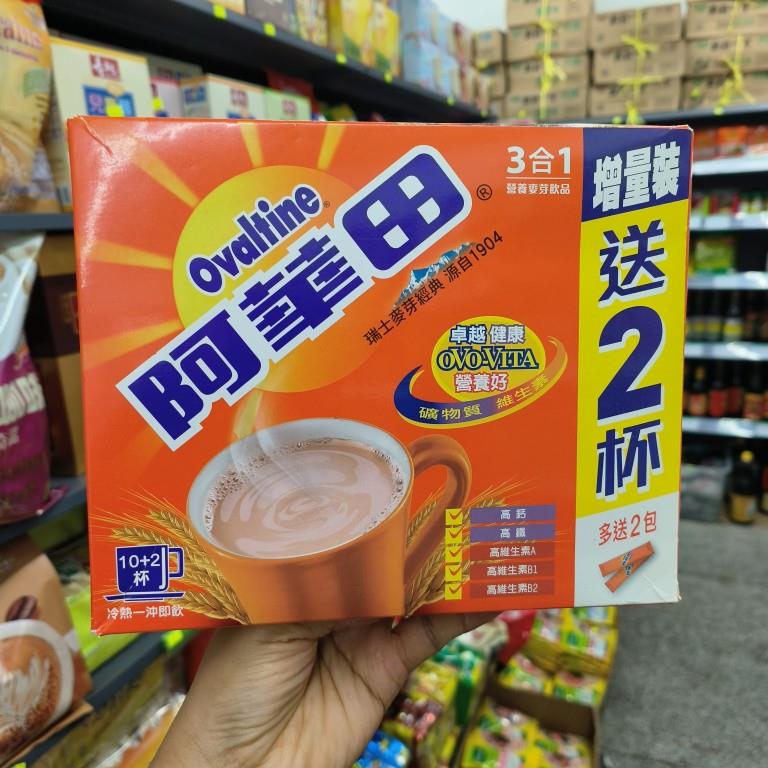 Ovaltine
阿華田®
瑞士麥芽經典 源自1904
3合1
營養麥芽飲品
增量裝
送
2
杯
多送2包
卓越 健康
OVO-VITA
營養好
礦物質 維生素
高鈣
高鐵
高維生素A
高維生素B1
高維生素B2
10+2
杯
冷熱一沖即飲